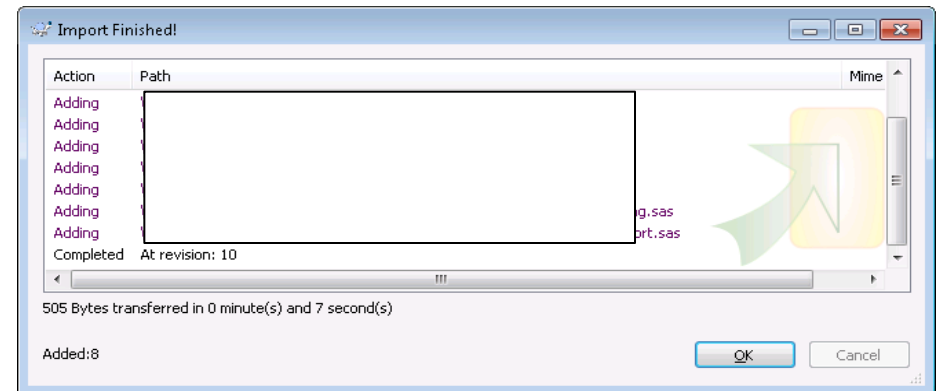 Import Finished!
Action Path Mime
Adding
Adding
Adding
Adding
Adding
Adding g.sas
Adding ort.sas
Completed At revision: 10
505 Bytes transferred in 0 minute(s) and 7 second(s)
Added:8
OK Cancel